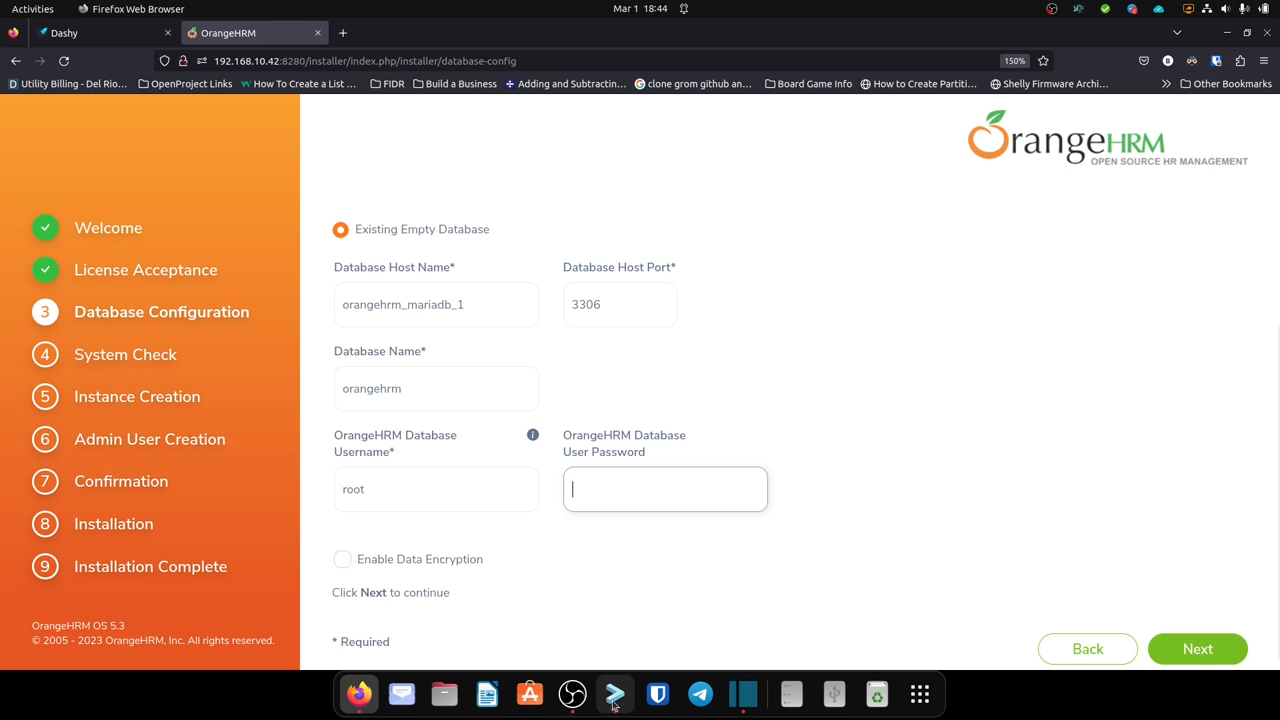 Activities
Firefox Web Browser
Mar 1 18:44
Dashy
OrangeHRM
192.168.10.42:8280/installer/index.php/installer/database-config
150%
Utility Billing - Del Rio...
OpenProject Links
How To Create a List ...
FIDR
Build a Business
Adding and Subtractin...
clone grom github an...
Board Game Info
How to Create Partiti...
Shelly Firmware Archi...
Other Bookmarks
OrangeHRM
OPEN SOURCE HR MANAGEMENT
Welcome
License Acceptance
3 Database Configuration
4 System Check
5 Instance Creation
6 Admin User Creation
7 Confirmation
8 Installation
9 Installation Complete
OrangeHRM OS 5.3
© 2005 - 2023 OrangeHRM, Inc. All rights reserved.
Existing Empty Database
Database Host Name*
Database Host Port*
orangehrm_mariadb_1
3306
Database Name*
orangehrm
OrangeHRM Database
Username*
OrangeHRM Database
User Password
root
Enable Data Encryption
Click Next to continue
* Required
Back
Next